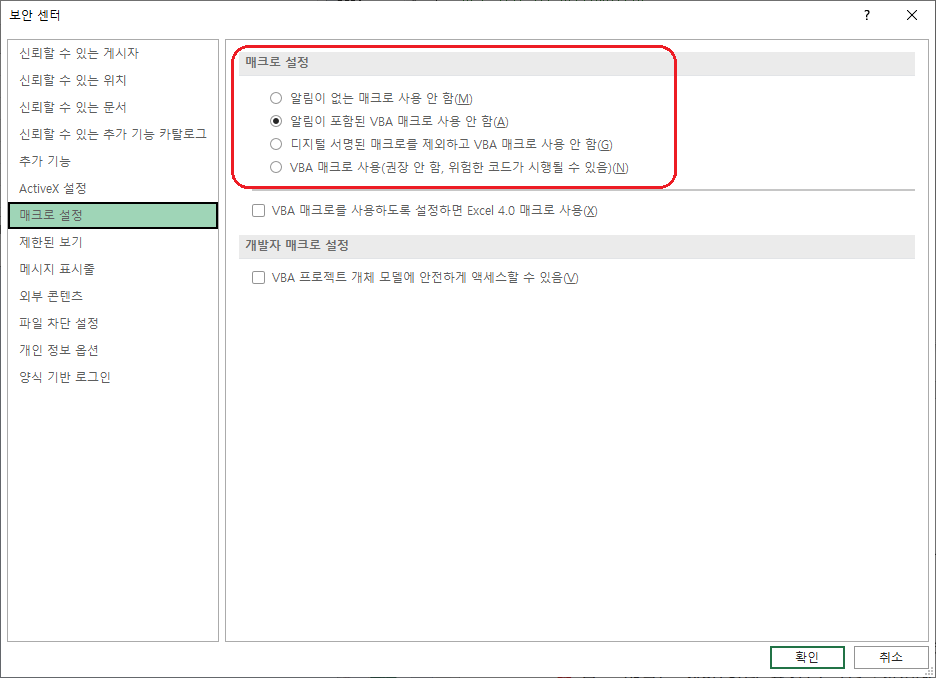 보안 센터
?
신뢰할 수 있는 게시자
신뢰할 수 있는 위치
신뢰할 수 있는 문서
신뢰할 수 있는 추가 기능 카탈로그
추가 기능
ActiveX 설정
매크로 설정
제한된 보기
메시지 표시줄
외부 콘텐츠
파일 차단 설정
개인 정보 옵션
양식 기반 로그인
매크로 설정
알림이 없는 매크로 사용 안 함(M)
알림이 포함된 VBA 매크로 사용 안 함(A)
디지털 서명된 매크로를 제외하고 VBA 매크로 사용 안 함(G)
VBA 매크로 사용(권장 안 함, 위험한 코드가 시행될 수 있음)(N)
VBA 매크로를 사용하도록 설정하면 Excel 4.0 매크로 사용(X)
개발자 매크로 설정
VBA 프로젝트 개체 모델에 안전하게 액세스할 수 있음(V)
확인
취소